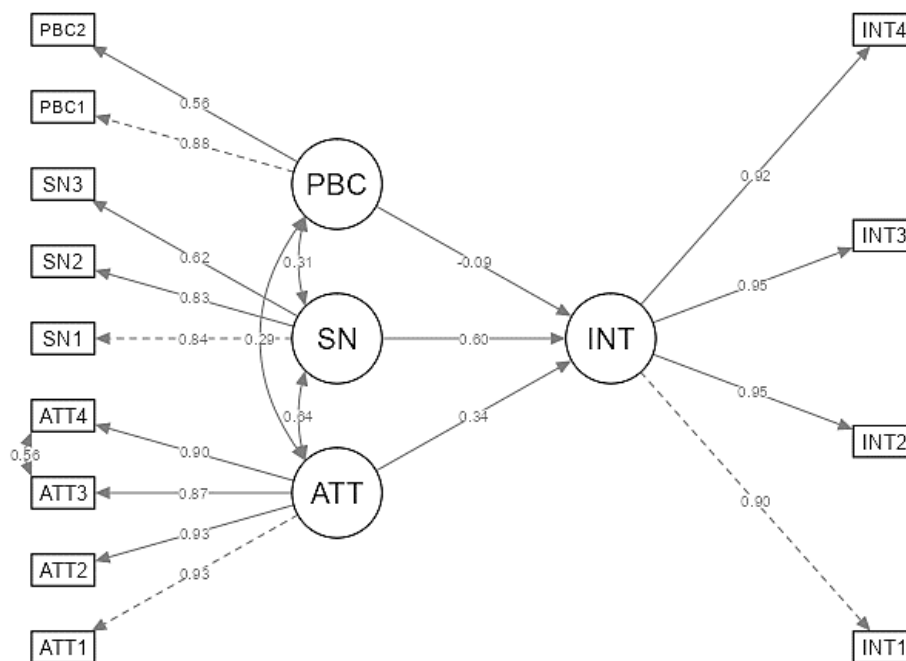 PBC2
INT4
0.56
PBC1
0.88
PBC
SN3
0.92
0.62
SN2
0.31
-0.09
INT3
0.83
0.95
SN1
0.84
0.29
SN
0.60
INT
ATT4
0.64
0.34
0.95
INT2
0.56
0.90
ATT3
0.87
ATT
0.90
0.93
ATT2
0.93
ATT1
INT1